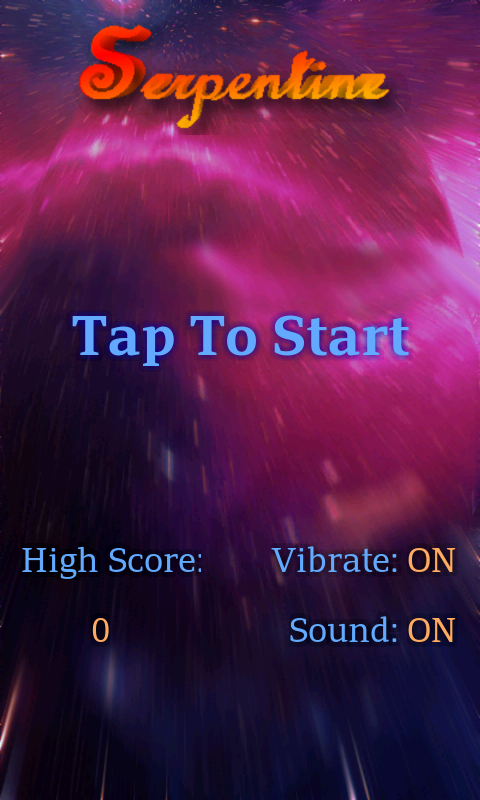 Serpentine
Tap To Start
High Score:
Vibrate: ON
0
Sound: ON